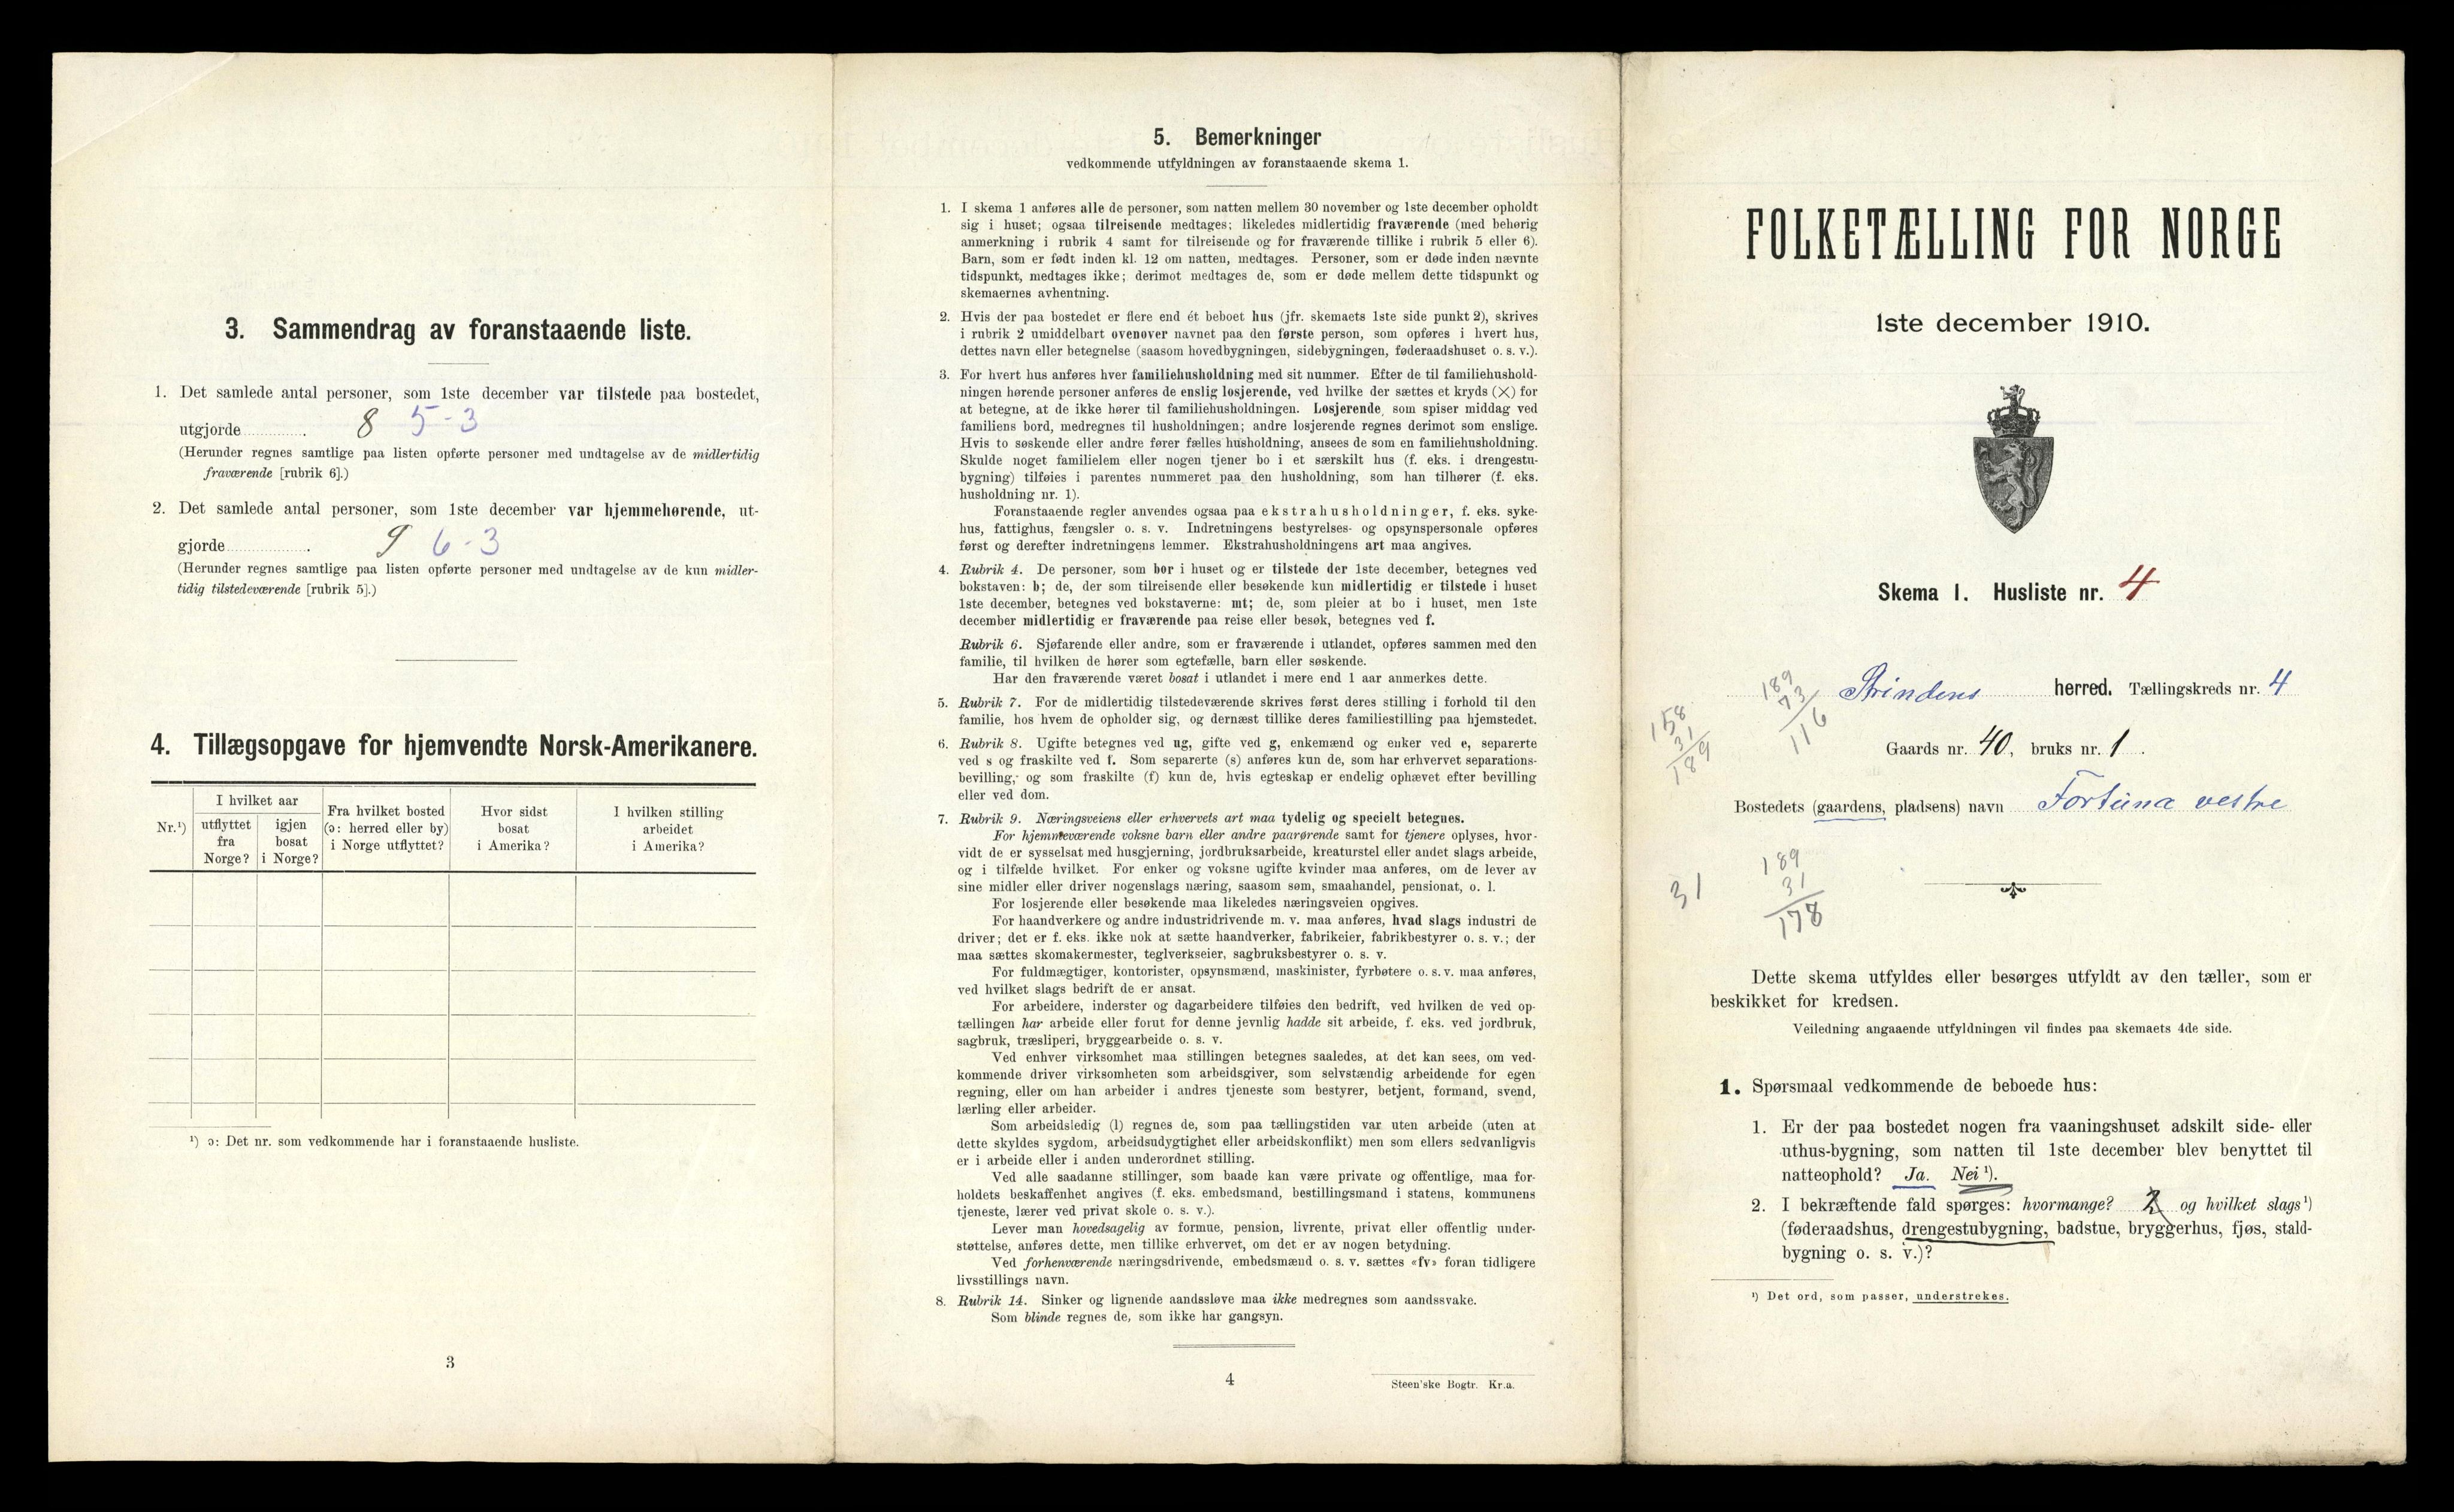 3. Sammendrag av foranstaaende liste.
1. Det samlede antal personer, som 1ste december var tilstede paa bostedet,
utgjorde ............. . 8 5-3
(Herunder regnes samtlige paa listen opførte personer med undtagelse av de midlertidig
fraværende [rubrik 6].)
2. Det samlede antal personer, som 1ste december var hjemmehørende, ut-
gjorde ................. . 9 6-3
(Herunder regnes samtlige paa listen opførte personer med undtagelse av de kun midler-
tidig tilstedeværende [rubrik 5].)
4. Tillægsopgave for hjemvendte Norsk-Amerikanere.
Nr.¹)
I hvilket aar
utflyttet
fra
Norge?
igjen
bosat
i Norge?
Fra hvilket bosted
(ɔ: herred eller by)
i Norge utflyttet?
Hvor sidst
bosat
i Amerika?
I hvilken stilling
arbeidet
i Amerika?
¹) ɔ: Det nr. som vedkommende har i foranstaaende husliste.
3
5. Bemerkninger
vedkommende utfyldningen av foranstaaende skema 1.
1. I skema 1 anføres alle de personer, som natten mellem 30 november og 1ste december opholdt
sig i huset; ogsaa tilreisende medtages; likeledes midlertidig fraværende (med behørig
anmerkning i rubrik 4 samt for tilreisende og for fraværende tillike i rubrik 5 eller 6).
Barn, som er født inden kl. 12 om natten, medtages. Personer, som er døde inden nævnte
tidspunkt, medtages ikke; derimot medtages de, som er døde mellem dette tidspunkt og
skemaernes avhentning.
2. Hvis der paa bostedet er flere end ét beboet hus (jfr. skemaets 1ste side punkt 2), skrives
i rubrik 2 umiddelbart ovenover navnet paa den første person, som opføres i hvert hus,
dettes navn eller betegnelse (saasom hovedbygningen, sidebygningen, føderaadshuset o. s. v.).
3. For hvert hus anføres hver familiehusholdning med sit nummer. Efter de til familiehushold-
ningen hørende personer anføres de enslig losjerende, ved hvilke der sættes et kryds (×) for
at betegne, at de ikke hører til familiehusholdningen. Losjerende, som spiser middag ved
familiens bord, medregnes til husholdningen; andre losjerende regnes derimot som enslige.
Hvis to søskende eller andre fører fælles husholdning, ansees de som en familiehusholdning.
Skulde noget familielem eller nogen tjener bo i et særskilt hus (f. eks. i drengestu-
bygning) tilføies i parentes nummeret paa den husholdning, som han tilhører (f. eks.
husholdning nr. 1).
Foranstaaende regler anvendes ogsaa paa ekstrahusholdninger, f. eks. syke-
hus, fattighus, fængsler o. s. v. Indretningens bestyrelses- og opsynspersonale opføres
først og derefter indretningens lemmer. Ekstrahusholdningens art maa angives.
4. Rubrik 4. De personer, som bor i huset og er tilstede der 1ste december, betegnes ved
bokstaven: b; de, der som tilreisende eller besøkende kun midlertidig er tilstede i huset
1ste december, betegnes ved bokstaverne: mt; de, som pleier at bo i huset, men 1ste
december midlertidig er fraværende paa reise eller besøk, betegnes ved f.
Rubrik 6. Sjøfarende eller andre, som er fraværende i utlandet, opføres sammen med den
familie, til hvilken de hører som egtefælle, barn eller søskende.
Har den fraværende været bosat i utlandet i mere end 1 aar anmerkes dette.
5. Rubrik 7. For de midlertidig tilstedeværende skrives først deres stilling i forhold til den
familie, hos hvem de opholder sig, og dernæst tillike deres familiestilling paa hjemstedet.
6. Rubrik 8. Ugifte betegnes ved ug, gifte ved g, enkemænd og enker ved e, separerte
ved s og fraskilte ved f. Som separerte (s) anføres kun de, som har erhvervet separations-
bevilling, og som fraskilte (f) kun de, hvis egteskap er endelig ophævet efter bevilling
eller ved dom.
7. Rubrik 9. Næringsveiens eller erhvervets art maa tydelig og specielt betegnes.
For hjemmeværende voksne barn eller andre paarørende samt for tjenere oplyses, hvor-
vidt de er sysselsat med husgjerning, jordbruksarbeide, kreaturstel eller andet slags arbeide,
og i tilfælde hvilket. For enker og voksne ugifte kvinder maa anføres, om de lever av
sine midler eller driver nogenslags næring, saasom søm, smaahandel, pensionat, o. l.
For losjerende eller besøkende maa likeledes næringsveien opgives.
For haandverkere og andre industridrivende m. v. maa anføres, hvad slags industri de
driver; det er f. eks. ikke nok at sætte haandverker, fabrikeier, fabrikbestyrer o. s. v.; der
maa sættes skomakermester, teglverkseier, sagbruksbestyrer o. s. v.
For fuldmægtiger, kontorister, opsynsmænd, maskinister, fyrbøtere o. s. v. maa anføres,
ved hvilket slags bedrift de er ansat.
For arbeidere, inderster og dagarbeidere tilføies den bedrift, ved hvilken de ved op-
tællingen har arbeide eller forut for denne jevnlig hadde sit arbeide, f. eks. ved jordbruk,
sagbruk, træsliperi, bryggearbeide o. s. v.
Ved enhver virksomhet maa stillingen betegnes saaledes, at det kan sees, om ved-
kommende driver virksomheten som arbeidsgiver, som selvstændig arbeidende for egen
regning, eller om han arbeider i andres tjeneste som bestyrer, betjent, formand, svend,
lærling eller arbeider.
Som arbeidsledig (l) regnes de, som paa tællingstiden var uten arbeide (uten at
dette skyldes sygdom, arbeidsudygtighet eller arbeidskonflikt) men som ellers sedvanligvis
er i arbeide eller i anden underordnet stilling.
Ved alle saadanne stillinger, som baade kan være private og offentlige, maa for-
holdets beskaffenhet angives (f. eks. embedsmand, bestillingsmand i statens, kommunens
tjeneste, lærer ved privat skole o. s. v.).
Lever man hovedsagelig av formue, pension, livrente, privat eller offentlig under-
støttelse, anføres dette, men tillike erhvervet, om det er av nogen betydning.
Ved forhenværende næringsdrivende, embedsmænd o. s. v. sættes «fv» foran tidligere
livsstillings navn.
8. Rubrik 14. Sinker og lignende aandssløve maa ikke medregnes som aandssvake.
Som blinde regnes de, som ikke har gangsyn.
4
Steen'ske Bogtr. Kr.a.
FOLKETÆLLING FOR NORGE
1ste december 1910.
Skema 1. Husliste nr. 4
189
73
116
158
31
189
Strindens herred. Tællingskreds nr. 4
Gaards nr. 40, bruks nr. 1 .
Bostedets (gaardens, pladsens) navn Fortuna vestre
31
189
31
178
Dette skema utfyldes eller besørges utfyldt av den tæller, som er
beskikket for kredsen.
Veiledning angaaende utfyldningen vil findes paa skemaets 4de side.
1. Spørsmaal vedkommende de beboede hus:
1. Er der paa bostedet nogen fra vaaningshuset adskilt side- eller
uthus-bygning, som natten til 1ste december blev benyttet til
natteophold? Ja. Nei ¹).
2. I bekræftende fald spørges: hvormange? 2 og hvilket slags ¹)
(føderaadshus, drengestubygning, badstue, bryggerhus, fjøs, stald-
bygning o. s. v.)?
¹) Det ord, som passer, understrekes.